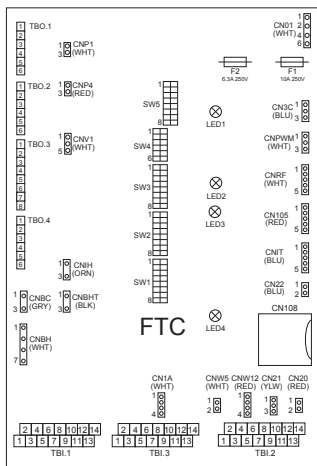 TBO.1
1
2
3
4
5
6
CNP1
(WHT)
1
3
CN01
(WHT)
1
2
4
6
F2
6.3A 250V
F1
10A 250V
TBO.2
1
2
3
4
5
6
CNP4
(RED)
1
3
SW5
1
8
LED1
CN3C
(BLU)
1
3
TBO.3
1
2
3
4
5
6
7
8
CNV1
(WHT)
1
5
SW4
1
6
CNPWM
(WHT)
1
3
SW3
1
8
LED2
CNRF
(WHT)
1
5
TBO.4
1
2
3
4
5
6
SW2
1
8
LED3
CN105
(RED)
1
5
CNIH
(ORN)
1
3
SW1
1
8
CNIT
(BLU)
1
5
CNBC
(GRY)
1
3
CNBHT
(BLK)
1
3
CN22
(BLU)
1
2
CNBH
(WHT)
1
7
FTC
LED4
CN108
CN1A
(WHT)
1
4
CNW5
(WHT)
1
2
CNW12
(RED)
1
4
CN21
(YLW)
1
3
CN20
(RED)
1
2
2 4 6 8 10 12 14
1 3 5 7 9 11 13
TBI.1
2 4 6 8 10 12 14
1 3 5 7 9 11 13
TBI.3
2 4 6 8 10 12 14
1 3 5 7 9 11 13
TBI.2